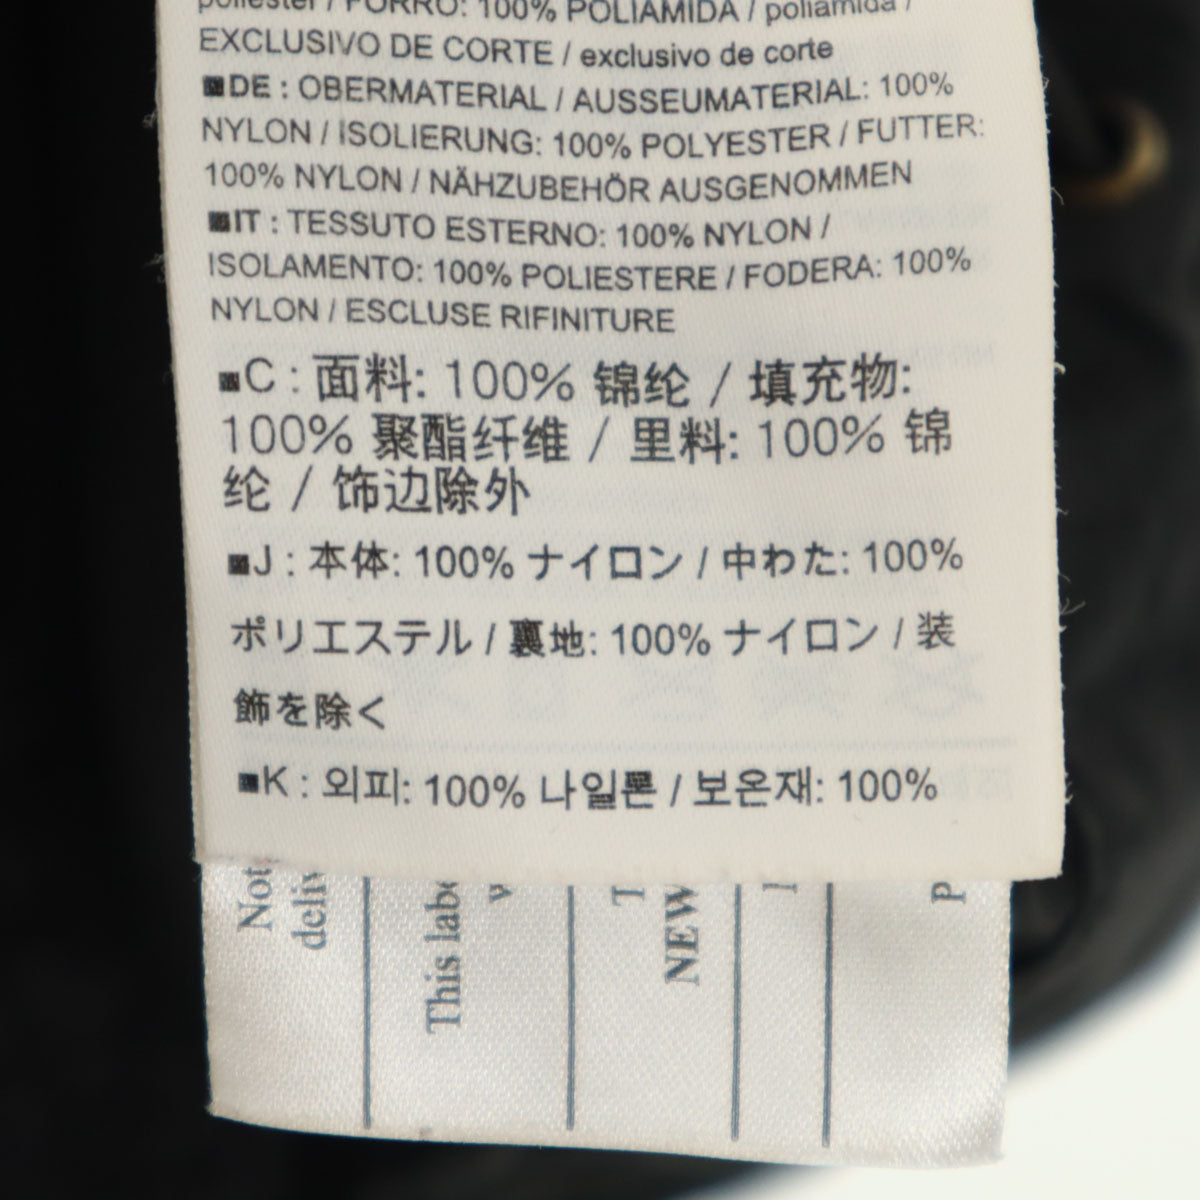 poliester / FORRO: 100% POLIAMIDA / poliamida /
EXCLUSIVO DE CORTE / exclusivo de corte
■DE : OBERMATERIAL / AUSSEUMATERIAL: 100%
NYLON / ISOLIERUNG: 100% POLYESTER / FUTTER:
100% NYLON / NÄHZUBEHÖR AUSGENOMMEN
■IT : TESSUTO ESTERNO: 100% NYLON /
ISOLAMENTO: 100% POLIESTERE / FODERA: 100%
NYLON / ESCLUSE RIFINITURE
■C : 面料: 100% 锦纶 / 填充物:
100% 聚酯纤维 / 里料: 100% 锦
纶 / 饰边除外
■J : 本体: 100% ナイロン / 中わた: 100%
ポリエステル / 裏地: 100% ナイロン / 装
飾を除く
■K : 외피: 100% 나일론 / 보온재: 100%
Not
deliv
This labe
w
T
NEW
P